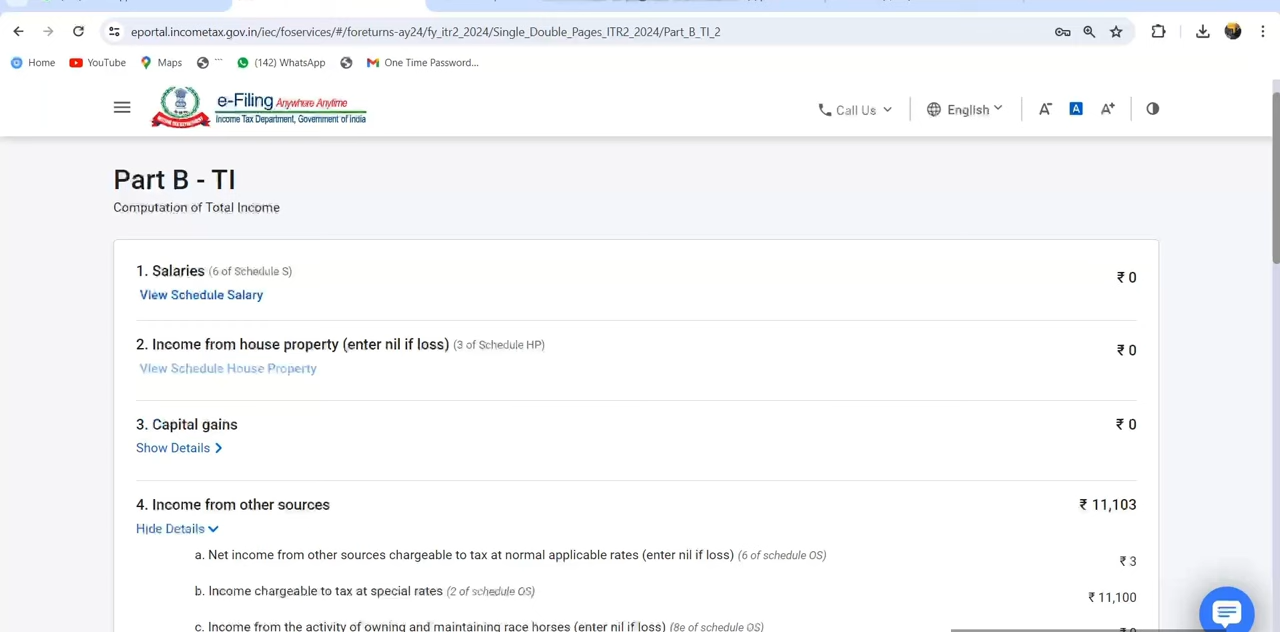 eportal.incometax.gov.in/iec/foservices/#/foreturns-ay24/fy_itr2_2024/Single_Double_Pages_ITR2_2024/Part_B_TI_2
Home YouTube Maps (142) WhatsApp One Time Password...
e-Filing Anywhere Anytime
Income Tax Department, Government of India
Call Us English A- A A+
Part B - TI
Computation of Total Income
1. Salaries (6 of Schedule S) ₹ 0
View Schedule Salary
2. Income from house property (enter nil if loss) (3 of Schedule HP) ₹ 0
View Schedule House Property
3. Capital gains ₹ 0
Show Details
4. Income from other sources ₹ 11,103
Hide Details
a. Net income from other sources chargeable to tax at normal applicable rates (enter nil if loss) (6 of schedule OS) ₹ 3
b. Income chargeable to tax at special rates (2 of schedule OS) ₹ 11,100
c. Income from the activity of owning and maintaining race horses (enter nil if loss) (8e of schedule OS) ₹ 0